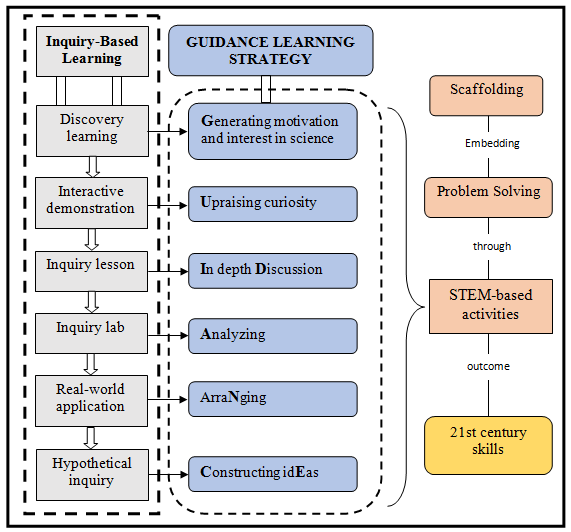 Inquiry-Based
Learning
Discovery
learning
Interactive
demonstration
Inquiry lesson
Inquiry lab
Real-world
application
Hypothetical
inquiry
GUIDANCE LEARNING
STRATEGY
Generating motivation
and interest in science
Upraising curiosity
In depth Discussion
Analyzing
ArraNging
Constructing idEas
Scaffolding
Embedding
Problem Solving
through
STEM-based
activities
outcome
21st century
skills